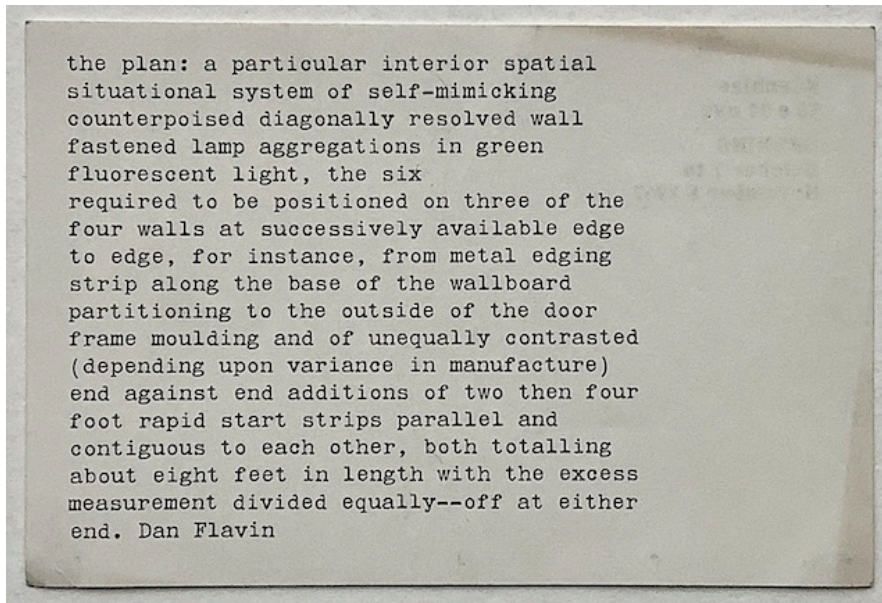 the plan: a particular interior spatial
situational system of self-mimicking
counterpoised diagonally resolved wall
fastened lamp aggregations in green
fluorescent light, the six
required to be positioned on three of the
four walls at successively available edge
to edge, for instance, from metal edging
strip along the base of the wallboard
partitioning to the outside of the door
frame moulding and of unequally contrasted
(depending upon variance in manufacture)
end against end additions of two then four
foot rapid start strips parallel and
contiguous to each other, both totalling
about eight feet in length with the excess
measurement divided equally--off at either
end. Dan Flavin